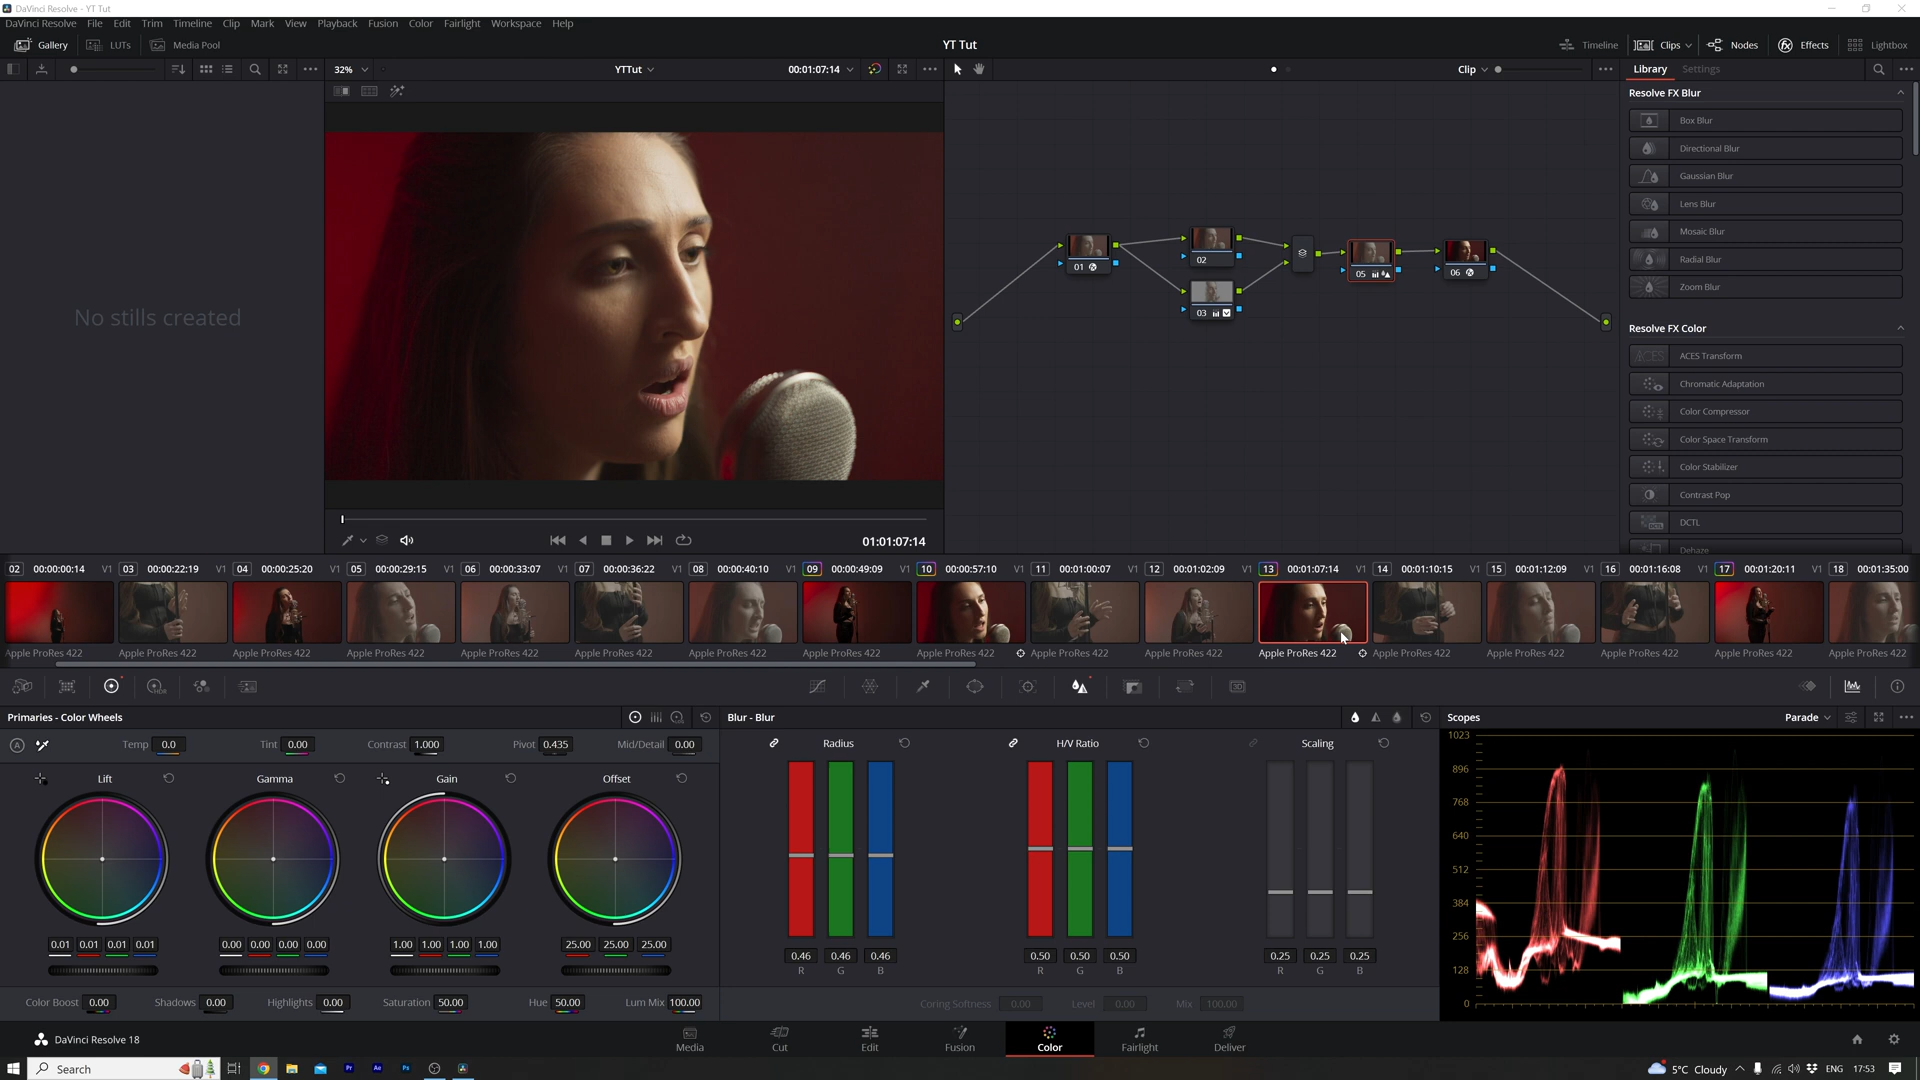 DaVinci Resolve - YT Tut
DaVinci Resolve File Edit Trim Timeline Clip Mark View Playback Fusion Color Fairlight Workspace Help
Gallery LUTs Media Pool YT Tut Timeline Clips Nodes Effects Lightbox
32% YTTut 00:01:07:14 Clip Library Settings
Resolve FX Blur
Box Blur
Directional Blur
Gaussian Blur
Lens Blur
Mosaic Blur
Radial Blur
Zoom Blur
Resolve FX Color
ACES Transform
Chromatic Adaptation
Color Compressor
Color Space Transform
Color Stabilizer
Contrast Pop
DCTL
Dehaze
No stills created
01 02 03 05 06
01:01:07:14
02 00:00:00:14 V1 03 00:00:22:19 V1 04 00:00:25:20 V1 05 00:00:29:15 V1 06 00:00:33:07 V1 07 00:00:36:22 V1 08 00:00:40:10 V1 09 00:00:49:09 V1 10 00:00:57:10 V1 11 00:01:00:07 V1 12 00:01:02:09 V1 13 00:01:07:14 V1 14 00:01:10:15 V1 15 00:01:12:09 V1 16 00:01:16:08 V1 17 00:01:20:11 V1 18 00:01:35:00
Apple ProRes 422 Apple ProRes 422 Apple ProRes 422 Apple ProRes 422 Apple ProRes 422 Apple ProRes 422 Apple ProRes 422 Apple ProRes 422 Apple ProRes 422 Apple ProRes 422 Apple ProRes 422 Apple ProRes 422 Apple ProRes 422 Apple ProRes 422 Apple ProRes 422 Apple ProRes 422 Apple ProRes 422
Primaries - Color Wheels Blur - Blur Scopes Parade
Temp 0.0 Tint 0.00 Contrast 1.000 Pivot 0.435 Mid/Detail 0.00 Radius H/V Ratio Scaling
Lift Gamma Gain Offset
0.01 0.01 0.01 0.01 0.00 0.00 0.00 0.00 1.00 1.00 1.00 1.00 25.00 25.00 25.00
0.46 0.46 0.46 0.50 0.50 0.50 0.25 0.25 0.25
R G B R G B R G B
Color Boost 0.00 Shadows 0.00 Highlights 0.00 Saturation 50.00 Hue 50.00 Lum Mix 100.00 Coring Softness 0.00 Level 0.00 Mix 100.00
1023
896
768
640
512
384
256
128
0
DaVinci Resolve 18 Media Cut Edit Fusion Color Fairlight Deliver
Search Pr Ae Ps 5°C Cloudy ENG 17:53